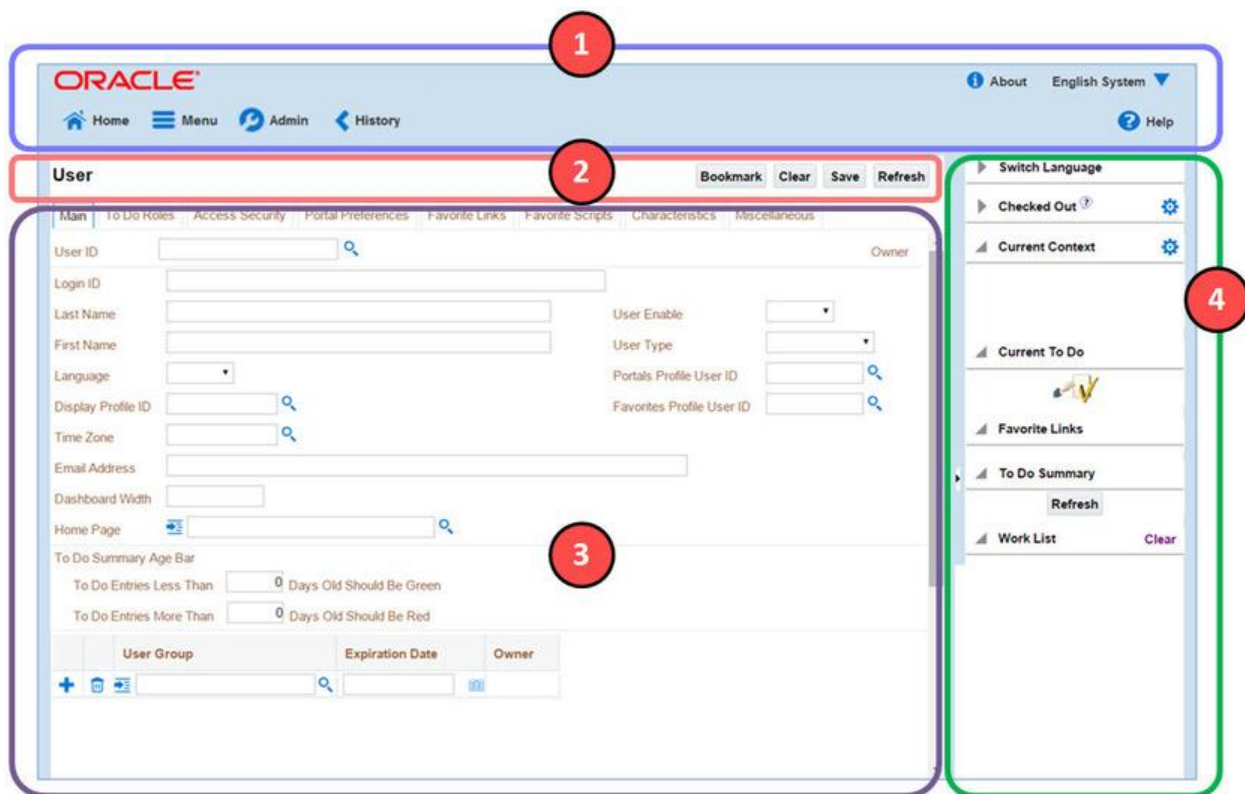 1
ORACLE®
About English System
Home Menu Admin History Help
2
User Bookmark Clear Save Refresh
Main To Do Roles Access Security Portal Preferences Favorite Links Favorite Scripts Characteristics Miscellaneous
User ID Owner
Login ID
Last Name User Enable
First Name User Type
Language Portals Profile User ID
Display Profile ID Favorites Profile User ID
Time Zone
Email Address
Dashboard Width
Home Page
3
To Do Summary Age Bar
To Do Entries Less Than 0 Days Old Should Be Green
To Do Entries More Than 0 Days Old Should Be Red
User Group Expiration Date Owner
Switch Language
Checked Out ?
Current Context
4
Current To Do
Favorite Links
To Do Summary
Refresh
Work List Clear